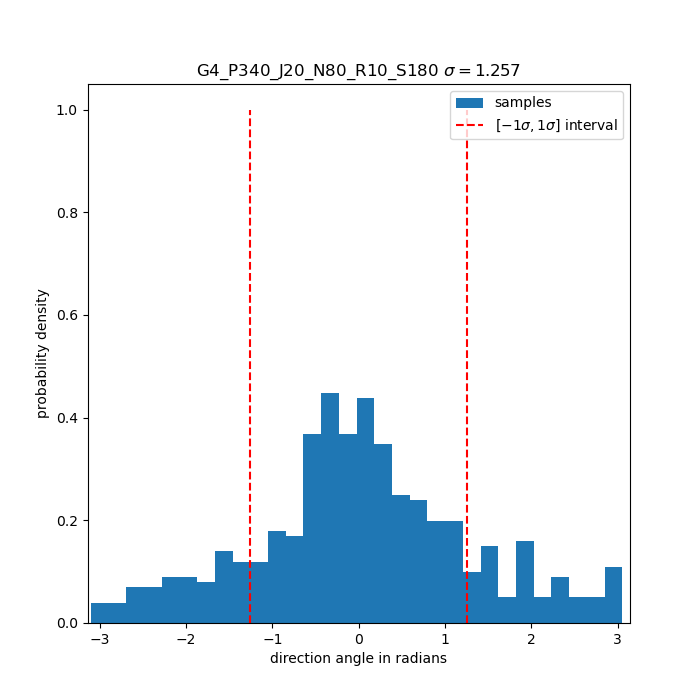 G4_P340_J20_N80_R10_S180 σ = 1.257
samples
[−1σ, 1σ] interval
1.0
0.8
0.6
0.4
0.2
0.0
probability density
−3 −2 −1 0 1 2 3
direction angle in radians